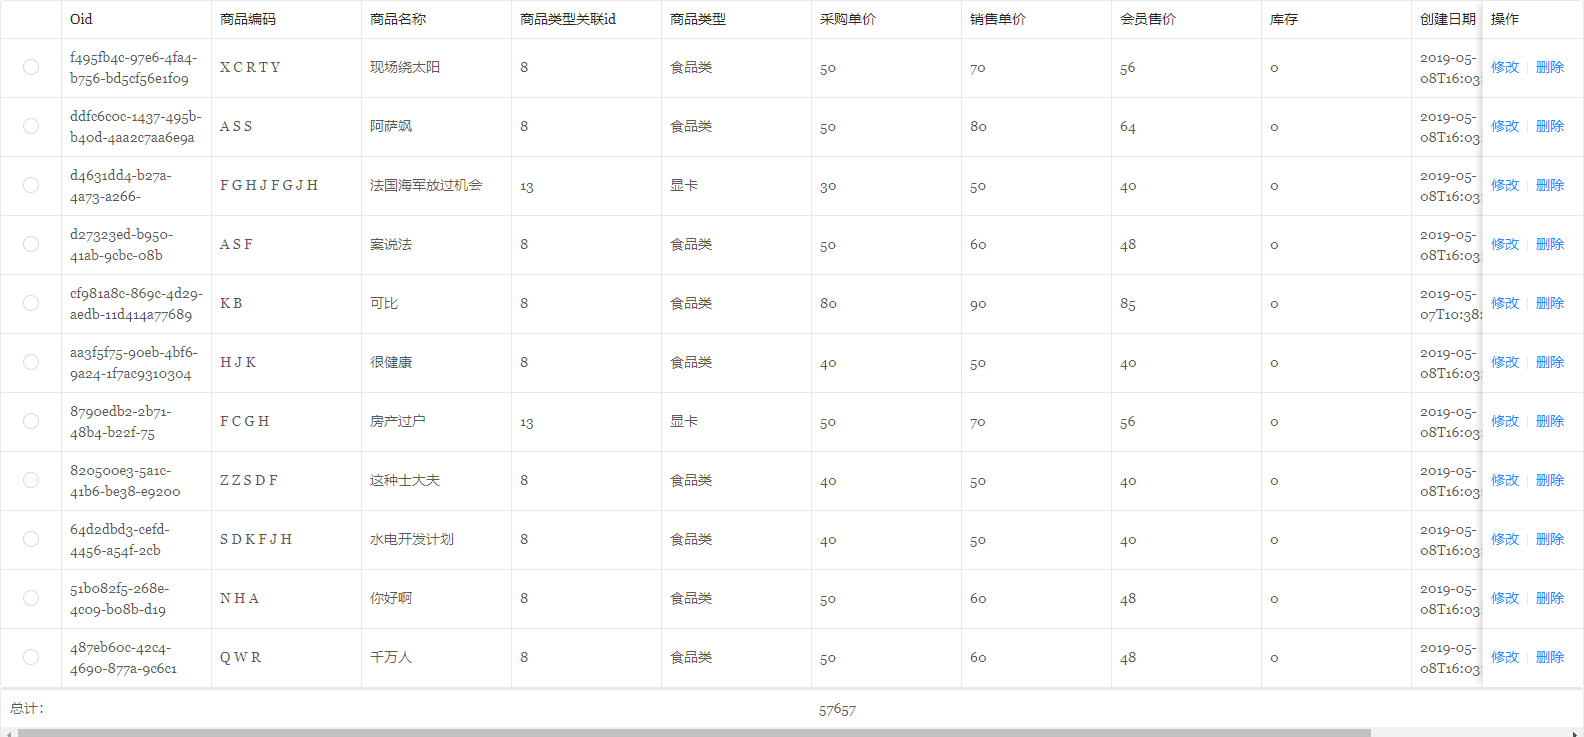 Oid 商品编码 商品名称 商品类型关联id 商品类型 采购单价 销售单价 会员售价 库存 创建日期 操作
f495fb4c-97e6-4fa4- 2019-05-
XCRTY 现场绕太阳 8 食品类 50 70 56 0 修改 删除
b756-bd5cf56e1f09 08T16:03:
ddfc6c0c-1437-495b- 2019-05-
ASS 阿萨飒 8 食品类 50 80 64 0 修改 删除
b40d-4aa2c7aa6e9a 08T16:03:
d4631dd4-b27a- 2019-05-
FGHJFGJH 法国海军放过机会 13 显卡 30 50 40 0 修改 删除
4a73-a266- 08T16:03:
d27323ed-b950- 2019-05-
ASF 案说法 8 食品类 50 60 48 0 修改 删除
41ab-9cbc-08b 08T16:03:
cf981a8c-869c-4d29- 2019-05-
KB 可比 8 食品类 80 90 85 0 修改 删除
aedb-11d414a77689 07T10:38:
aa3f5f75-90eb-4bf6- 2019-05-
HJK 很健康 8 食品类 40 50 40 0 修改 删除
9a24-1f7ac9310304 08T16:03:
8790edb2-2b71- 2019-05-
FCGH 房产过户 13 显卡 50 70 56 0 修改 删除
48b4-b22f-75 08T16:03:
820500e3-5a1c- 2019-05-
ZZSDF 这种士大夫 8 食品类 40 50 40 0 修改 删除
41b6-be38-e9200 08T16:03:
64d2dbd3-cefd- 2019-05-
SDKFJH 水电开发计划 8 食品类 40 50 40 0 修改 删除
4456-a54f-2cb 08T16:03:
51b082f5-268e- 2019-05-
NHA 你好啊 8 食品类 50 60 48 0 修改 删除
4c09-b08b-d19 08T16:03:
487eb60c-42c4- 2019-05-
QWR 千万人 8 食品类 50 60 48 0 修改 删除
4690-877a-9c6c1 08T16:03:
总计： 57657